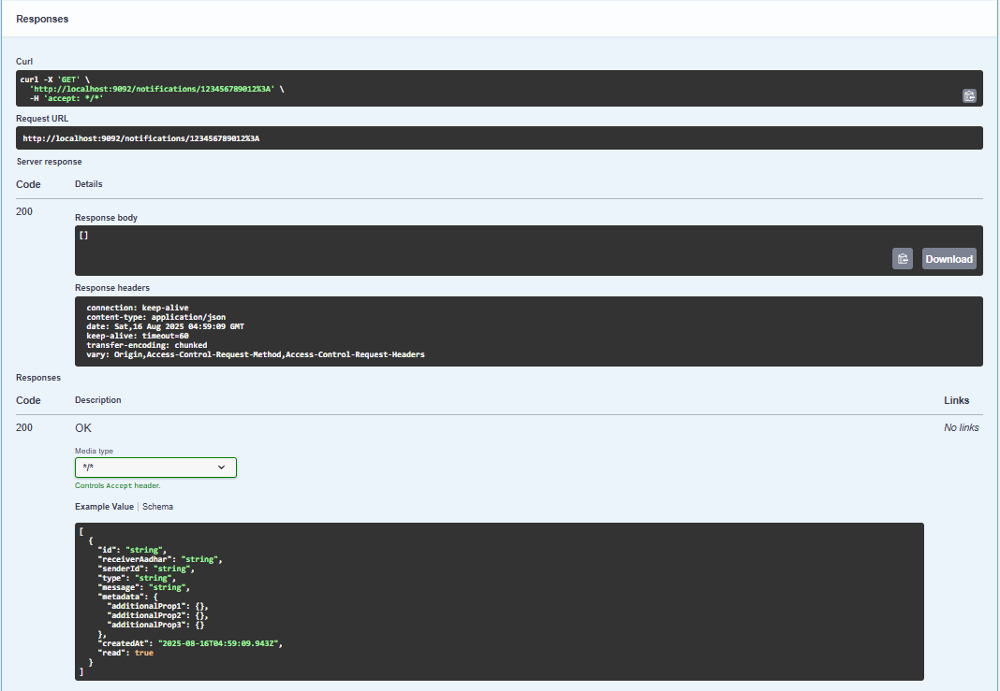 Responses
Curl
curl -X 'GET' \
'http://localhost:9092/notifications/123456789012%3A' \
-H 'accept: */*'
Request URL
http://localhost:9092/notifications/123456789012%3A
Server response
Code Details
200
Response body
[]
Download
Response headers
connection: keep-alive
content-type: application/json
date: Sat,16 Aug 2025 04:59:09 GMT
keep-alive: timeout=60
transfer-encoding: chunked
vary: Origin,Access-Control-Request-Method,Access-Control-Request-Headers
Responses
Code Description Links
200 OK No links
Media type
*/*
Controls Accept header.
Example Value | Schema
[
{
"id": "string",
"receiverAadhar": "string",
"senderId": "string",
"type": "string",
"message": "string",
"metadata": {
"additionalProp1": {},
"additionalProp2": {},
"additionalProp3": {}
},
"createdAt": "2025-08-16T04:59:09.943Z",
"read": true
}
]